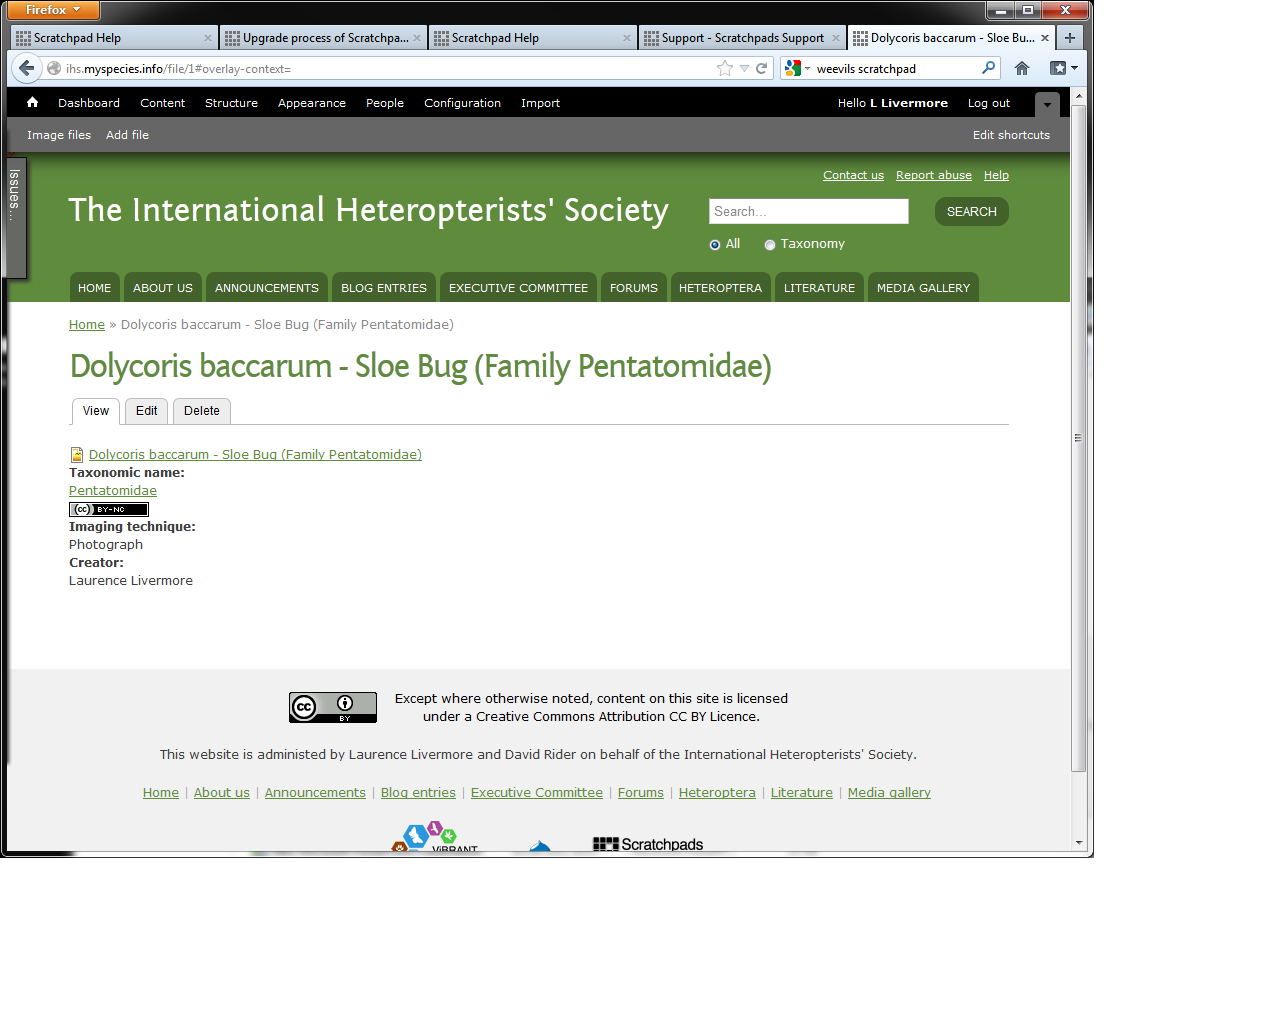 Firefox
Scratchpad Help
Upgrade process of Scratchpa...
Scratchpad Help
Support - Scratchpads Support
Dolycoris baccarum - Sloe Bu...
ihs.myspecies.info/file/1#overlay-context=
weevils scratchpad
Dashboard Content Structure Appearance People Configuration Import
Hello L Livermore Log out
Image files Add file
Edit shortcuts
Issues...
Contact us Report abuse Help
The International Heteropterists' Society
Search...
SEARCH
All Taxonomy
HOME ABOUT US ANNOUNCEMENTS BLOG ENTRIES EXECUTIVE COMMITTEE FORUMS HETEROPTERA LITERATURE MEDIA GALLERY
Home » Dolycoris baccarum - Sloe Bug (Family Pentatomidae)
Dolycoris baccarum - Sloe Bug (Family Pentatomidae)
View Edit Delete
Dolycoris baccarum - Sloe Bug (Family Pentatomidae)
Taxonomic name:
Pentatomidae
(cc) BY-NC
Imaging technique:
Photograph
Creator:
Laurence Livermore
cc BY
Except where otherwise noted, content on this site is licensed
under a Creative Commons Attribution CC BY Licence.
This website is administed by Laurence Livermore and David Rider on behalf of the International Heteropterists' Society.
Home | About us | Announcements | Blog entries | Executive Committee | Forums | Heteroptera | Literature | Media gallery
ViBRANT
Scratchpads